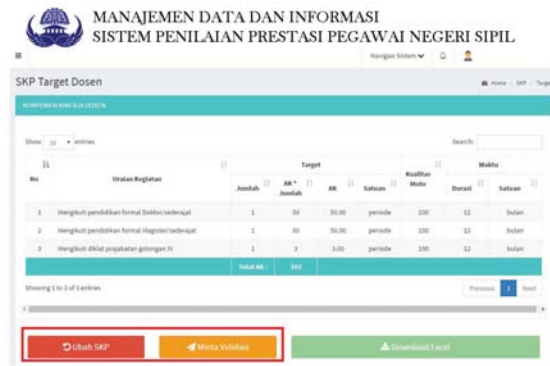 MANAJEMEN DATA DAN INFORMASI
SISTEM PENILAIAN PRESTASI PEGAWAI NEGERI SIPIL
Navigasi Sistem
SKP Target Dosen
Home / SKP / Target
KOMPONEN KINERJA DOSEN
Show 10 entries Search:
No Uraian Kegiatan Target Kualitas Mutu Waktu
Jumlah AK * Jumlah AK Satuan Durasi Satuan
1 Mengikuti pendidikan formal Doktor/sederajat 1 50 50.00 periode 100 12 bulan
2 Mengikuti pendidikan formal Magister/sederajat 1 50 50.00 periode 100 12 bulan
3 Mengikuti diklat prajabatan golongan III 1 3 3.00 periode 100 12 bulan
Total AK : 103
Showing 1 to 3 of 3 entries Previous 1 Next
Ubah SKP Minta Validasi Download Excel